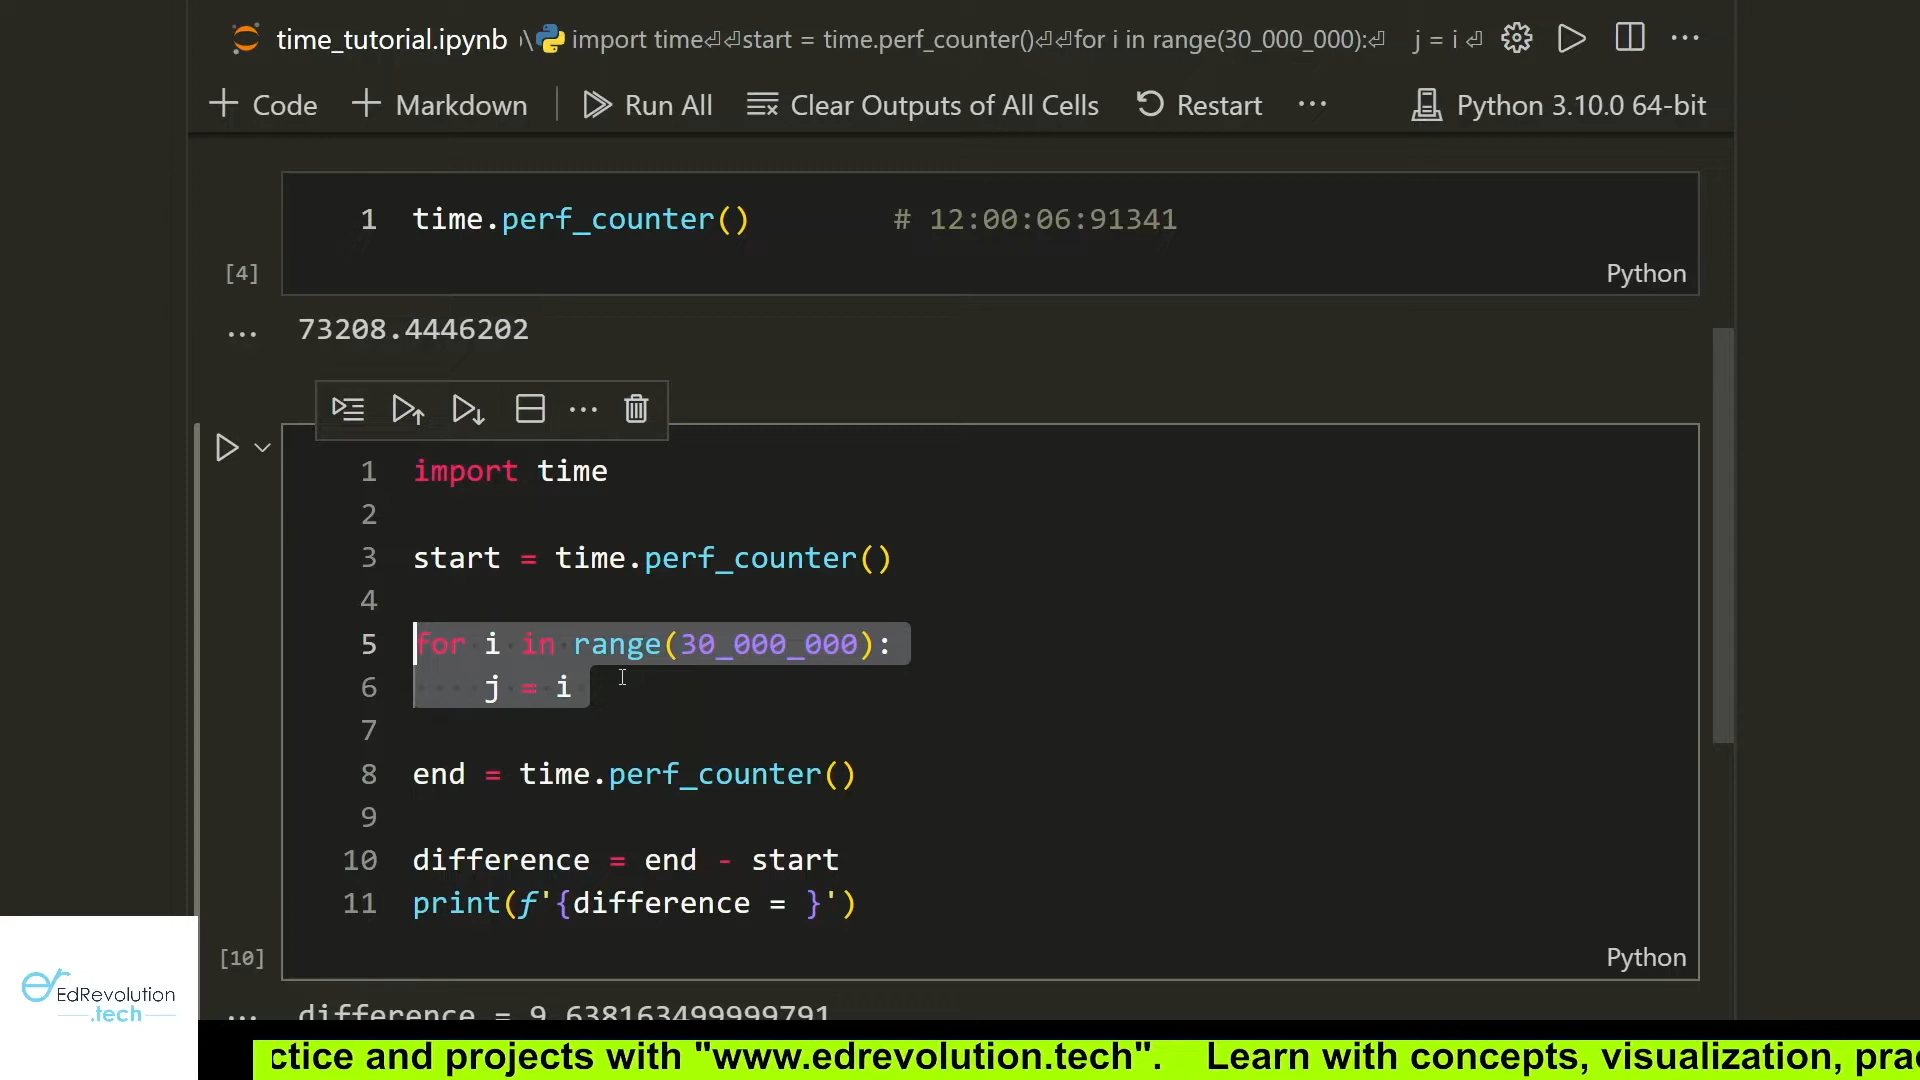 time_tutorial.ipynb import time⏎⏎start = time.perf_counter()⏎⏎for i in range(30_000_000):⏎ j = i ⏎ ···
+ Code + Markdown Run All Clear Outputs of All Cells Restart ··· Python 3.10.0 64-bit
1 time.perf_counter() # 12:00:06:91341
[4] Python
... 73208.4446202
1 import time
2
3 start = time.perf_counter()
4
5 for i in range(30_000_000):
6 j = i
7
8 end = time.perf_counter()
9
10 difference = end - start
11 print(f'{difference = }')
[10] Python
... difference = 9.638163499999791
EdRevolution
.tech
ctice and projects with "www.edrevolution.tech". Learn with concepts, visualization, prac